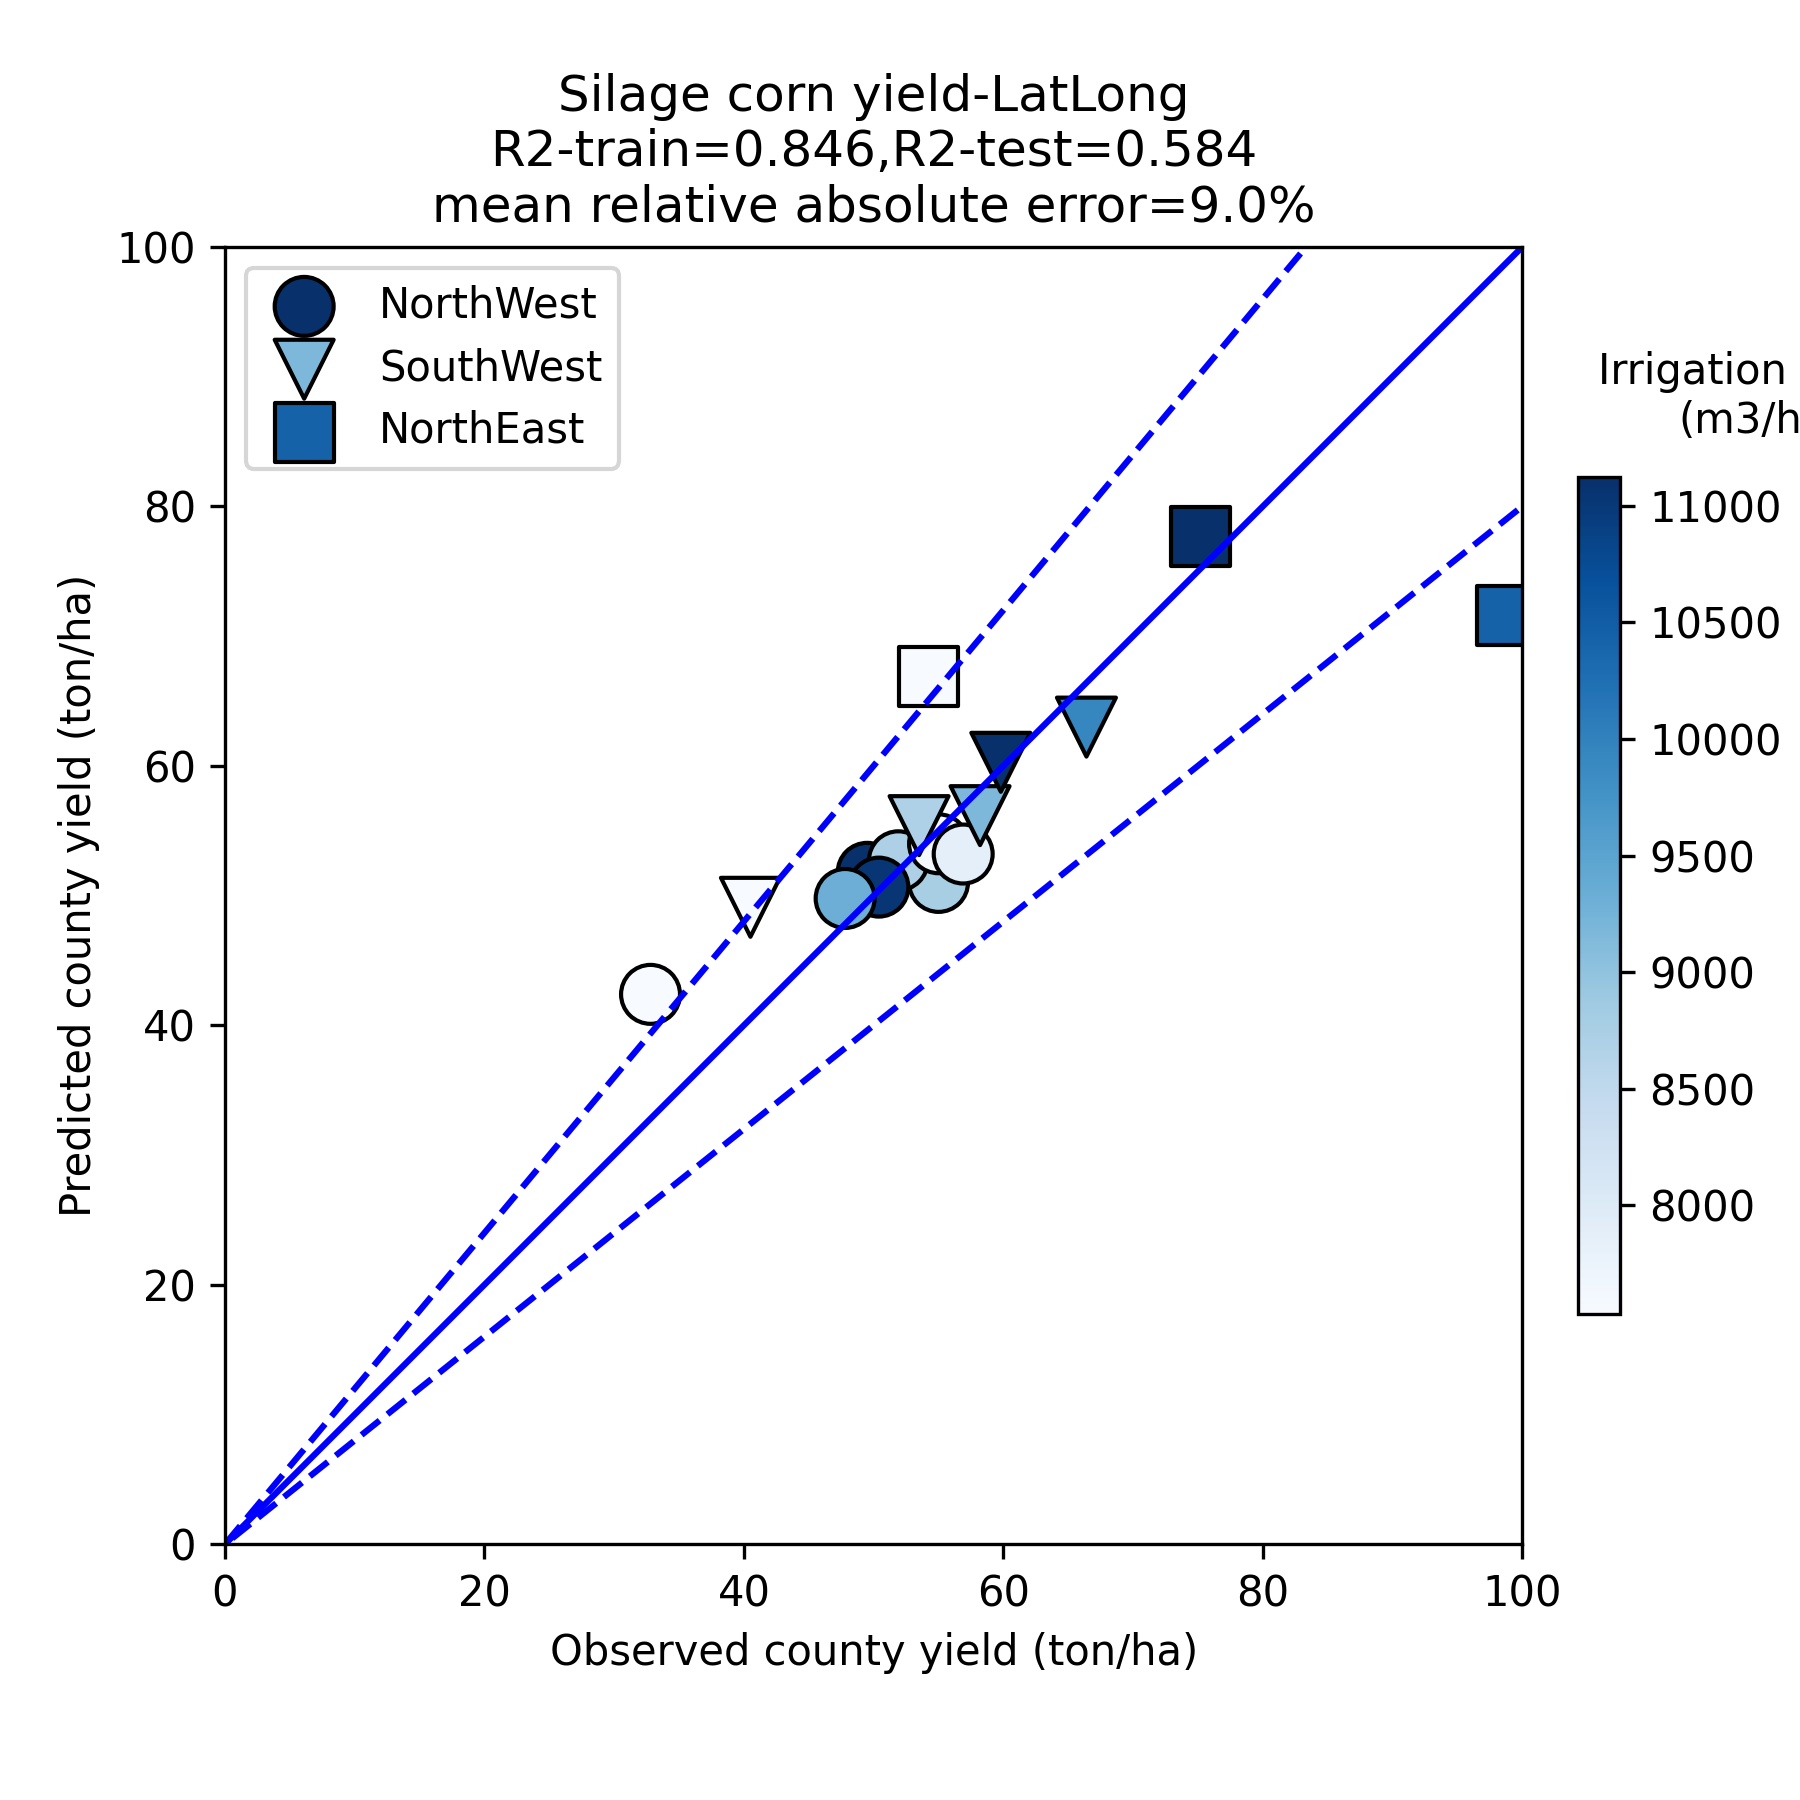 Silage corn yield-LatLong
R2-train=0.846,R2-test=0.584
mean relative absolute error=9.0%
100
80
60
40
20
0
Predicted county yield (ton/ha)
NorthWest
SouthWest
NorthEast
0 20 40 60 80 100
Observed county yield (ton/ha)
Irrigation
(m3/h
11000
10500
10000
9500
9000
8500
8000